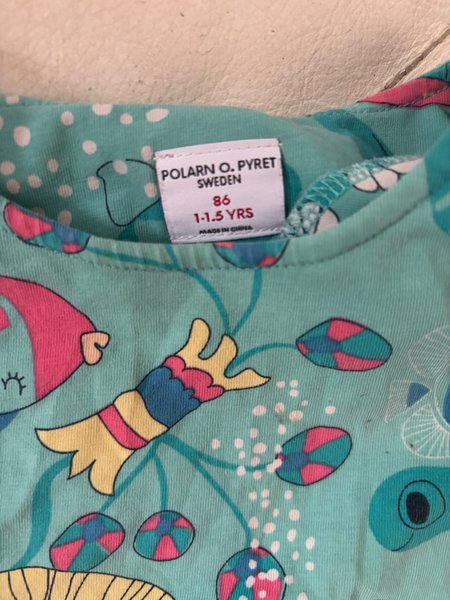 POLARN O. PYRET
SWEDEN
86
1-1.5 YRS
MADE IN CHINA